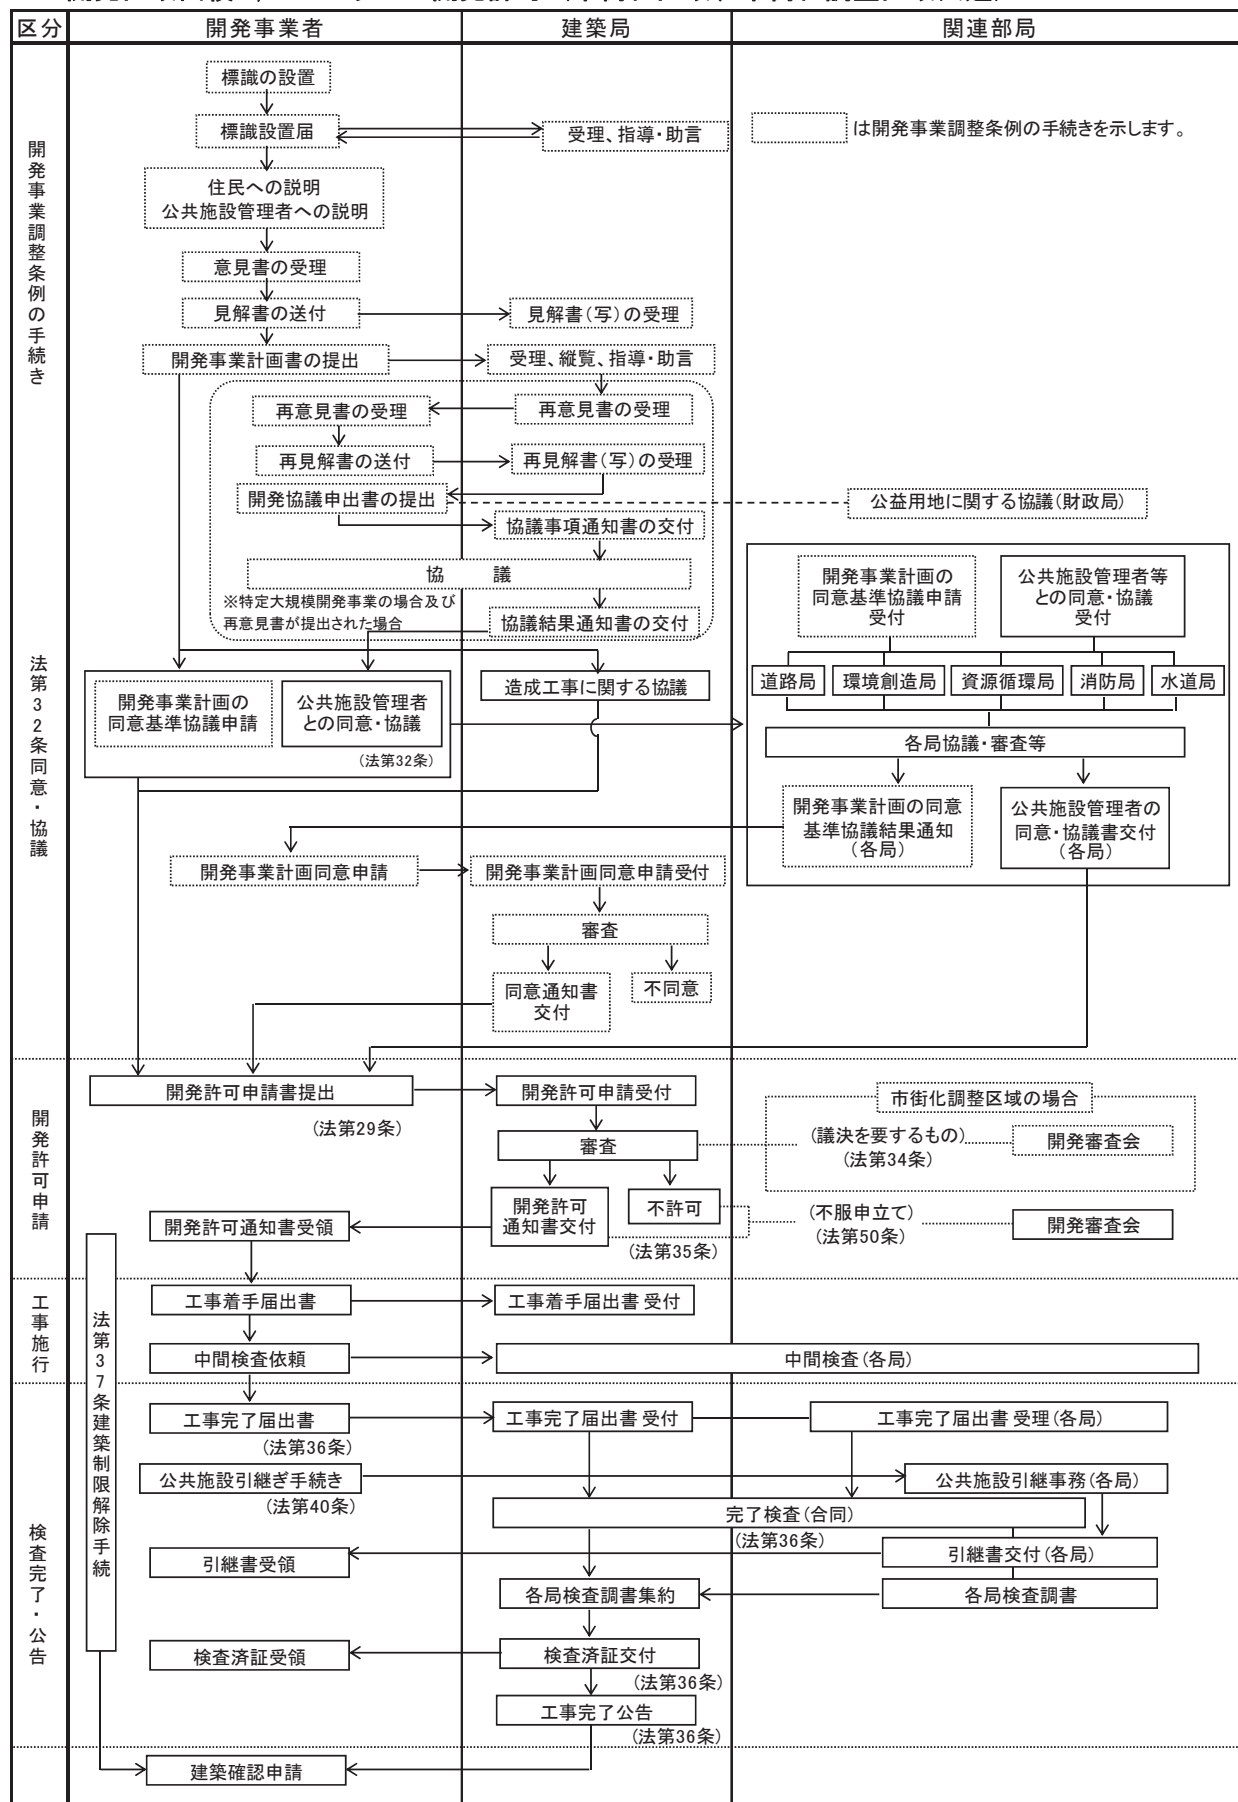 区分
開発事業者
建築局
関連部局
開発事業調整条例の手続き
標識の設置
標識設置届
受理、指導・助言
は開発事業調整条例の手続きを示します。
住民への説明
公共施設管理者への説明
意見書の受理
見解書の送付
見解書(写)の受理
開発事業計画書の提出
受理、縦覧、指導・助言
再意見書の受理
再意見書の受理
再見解書の送付
再見解書(写)の受理
開発協議申出書の提出
公益用地に関する協議(財政局)
協議事項通知書の交付
協 議
※特定大規模開発事業の場合及び
再意見書が提出された場合
協議結果通知書の交付
法第32条同意・協議
開発事業計画の
同意基準協議申請
公共施設管理者
との同意・協議
(法第32条)
造成工事に関する協議
開発事業計画の
同意基準協議申請
受付
公共施設管理者等
との同意・協議
受付
道路局
環境創造局
資源循環局
消防局
水道局
各局協議・審査等
開発事業計画の同意
基準協議結果通知
(各局)
公共施設管理者の
同意・協議書交付
(各局)
開発事業計画同意申請
開発事業計画同意申請受付
審査
同意通知書
交付
不同意
開発許可申請
開発許可申請書提出
(法第29条)
開発許可申請受付
市街化調整区域の場合
審査
(議決を要するもの)
(法第34条)
開発審査会
開発許可通知書受領
開発許可
通知書交付
不許可
(法第35条)
(不服申立て)
(法第50条)
開発審査会
法第37条建築制限解除手続
工事施行
工事着手届出書
工事着手届出書 受付
中間検査依頼
中間検査(各局)
検査完了・公告
工事完了届出書
(法第36条)
工事完了届出書 受付
工事完了届出書 受理(各局)
公共施設引継ぎ手続き
(法第40条)
公共施設引継事務(各局)
完了検査(合同)
(法第36条)
引継書受領
引継書交付(各局)
各局検査調書集約
各局検査調書
検査済証受領
検査済証交付
(法第36条)
工事完了公告
(法第36条)
建築確認申請